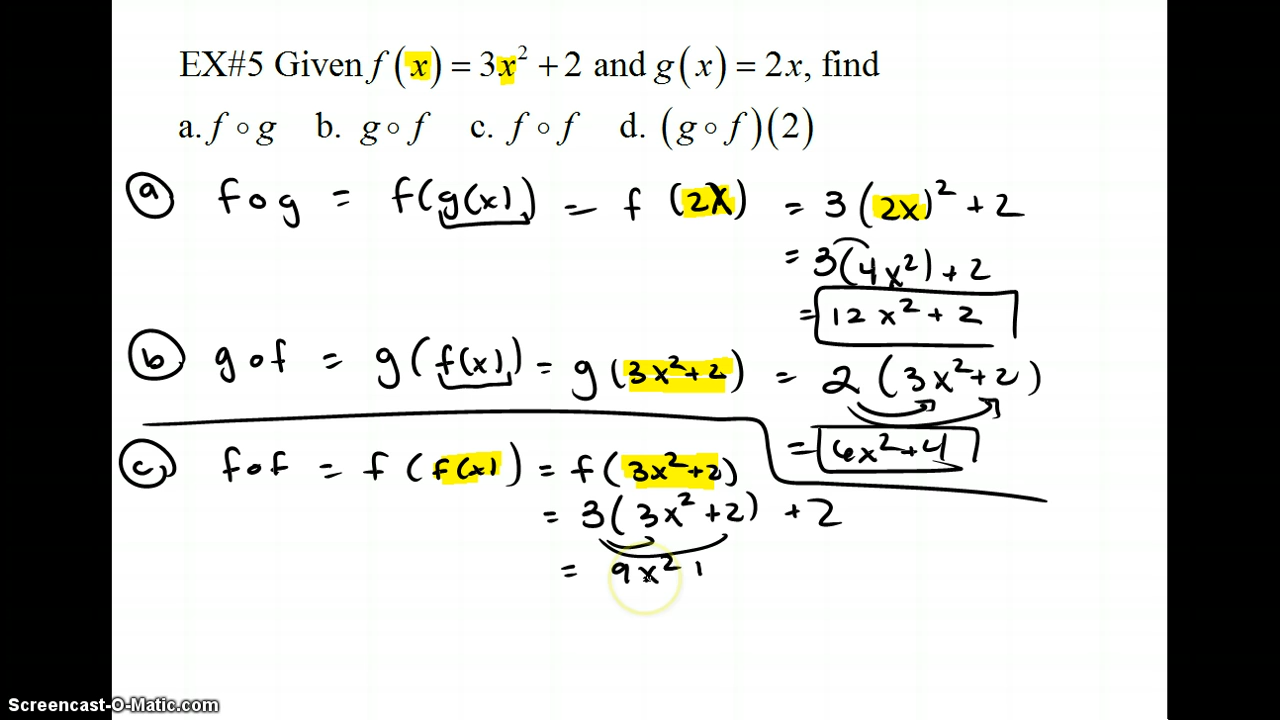 EX#5 Given f(x) = 3x² + 2 and g(x) = 2x, find
a. f ∘ g b. g ∘ f c. f ∘ f d. (g ∘ f)(2)
(a) f∘g = f(g(x)) = f(2x) = 3(2x)² + 2
= 3(4x²) + 2
= 12x² + 2
(b) g∘f = g(f(x)) = g(3x²+2) = 2(3x²+2)
= 6x²+4
(c) f∘f = f(f(x)) = f(3x²+2)
= 3(3x²+2) + 2
= 9x²
Screencast-O-Matic.com